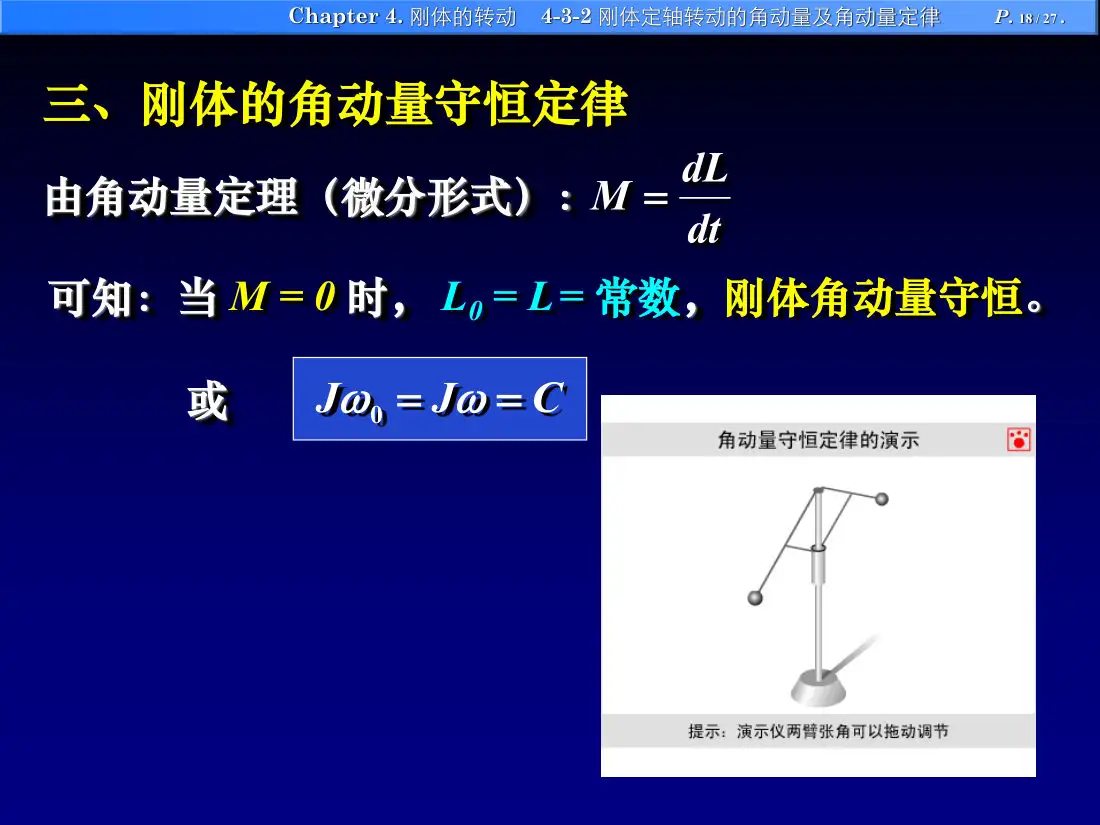 Chapter 4. 刚体的转动 4-3-2 刚体定轴转动的角动量及角动量定律 P. 18 / 27 .
三、刚体的角动量守恒定律
由角动量定理（微分形式）: M = dL/dt
可知：当 M = 0 时， L₀ = L = 常数，刚体角动量守恒。
或 Jω₀ = Jω = C
角动量守恒定律的演示
提示：演示仪两臂张角可以拖动调节